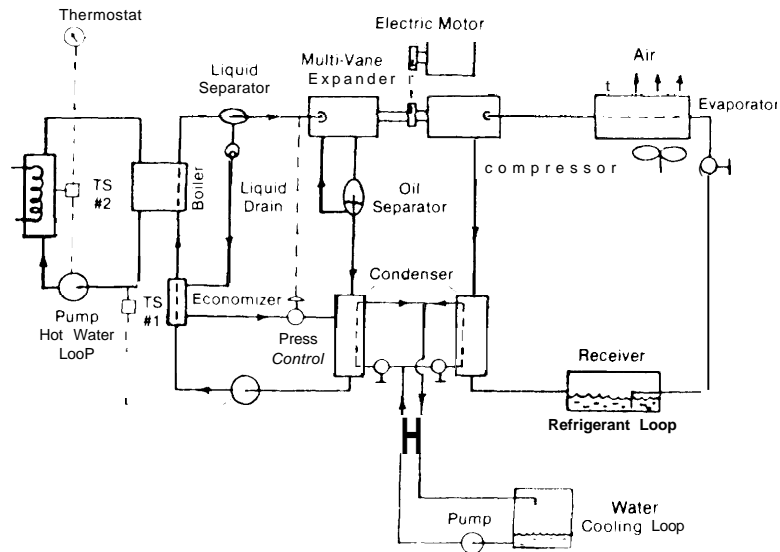 Thermostat
Electric Motor
Multi-Vane
Expander
Liquid
Separator
Air
t
Evaporator
compressor
TS
#2
Boiler
Liquid
Drain
Oil
Separator
Condenser
Economizer
TS
#1
Pump
Hot Water
LooP
Press
Control
Receiver
Refrigerant Loop
H
Pump
Water
Cooling Loop